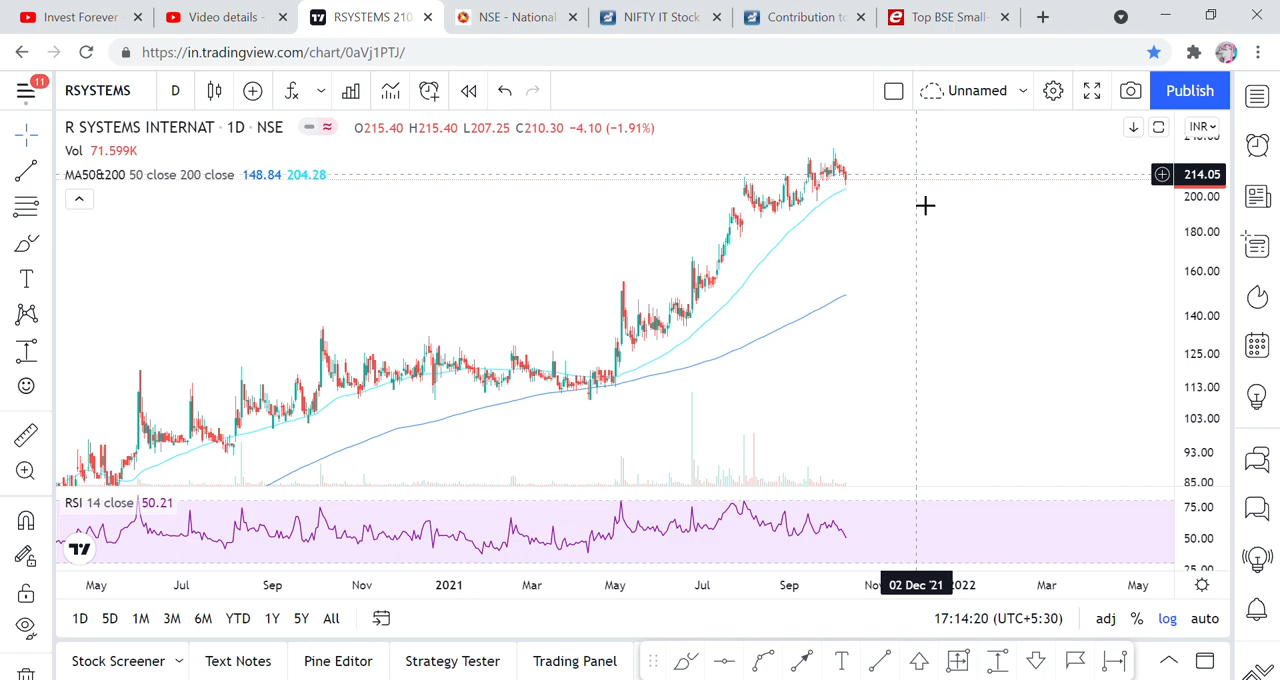 Invest Forever
Video details -
RSYSTEMS 210
NSE - National
NIFTY IT Stock
Contribution to
Top BSE Small-
https://in.tradingview.com/chart/0aVj1PTJ/
11
RSYSTEMS
D
Unnamed
Publish
R SYSTEMS INTERNAT · 1D · NSE
O215.40 H215.40 L207.25 C210.30 −4.10 (−1.91%)
INR
Vol 71.599K
MA50&200 50 close 200 close 148.84 204.28
214.05
200.00
180.00
160.00
140.00
125.00
113.00
103.00
93.00
85.00
RSI 14 close 50.21
75.00
50.00
25.00
May Jul Sep Nov 2021 Mar May Jul Sep 02 Dec '21 2022 Mar May
1D 5D 1M 3M 6M YTD 1Y 5Y All
17:14:20 (UTC+5:30)
adj % log auto
Stock Screener
Text Notes
Pine Editor
Strategy Tester
Trading Panel